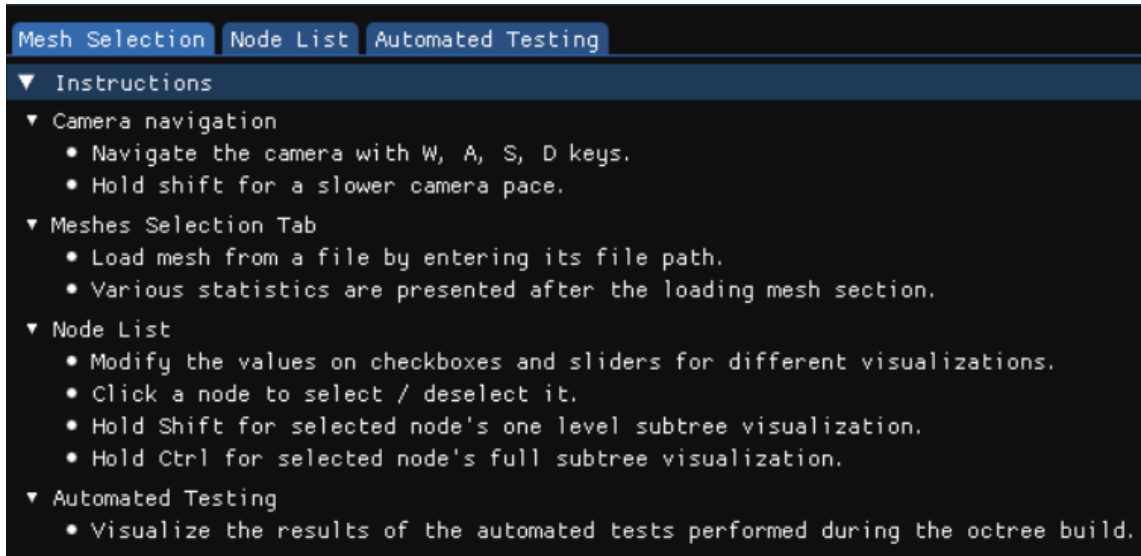 Mesh Selection Node List Automated Testing
Instructions
Camera navigation
Navigate the camera with W, A, S, D keys.
Hold shift for a slower camera pace.
Meshes Selection Tab
Load mesh from a file by entering its file path.
Various statistics are presented after the loading mesh section.
Node List
Modify the values on checkboxes and sliders for different visualizations.
Click a node to select / deselect it.
Hold Shift for selected node's one level subtree visualization.
Hold Ctrl for selected node's full subtree visualization.
Automated Testing
Visualize the results of the automated tests performed during the octree build.